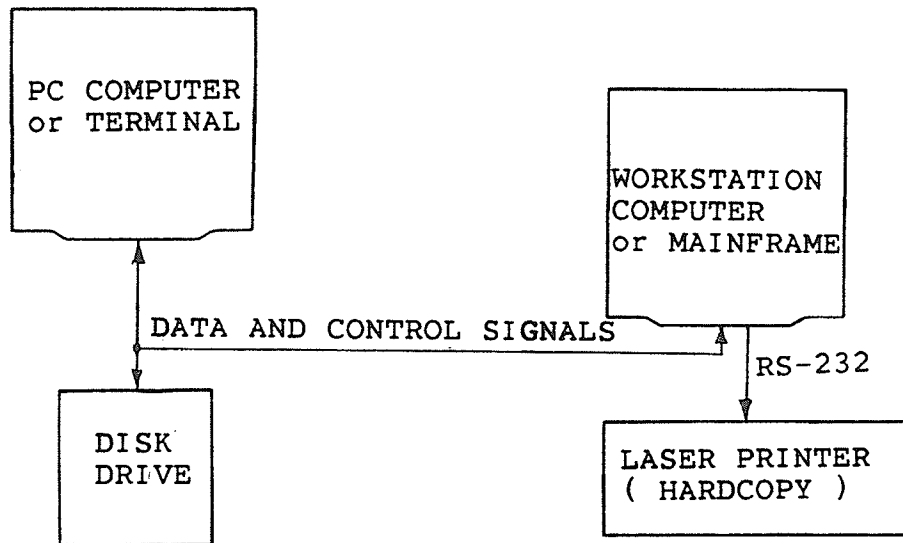 PC COMPUTER
or TERMINAL
WORKSTATION
COMPUTER
or MAINFRAME
DATA AND CONTROL SIGNALS
RS-232
DISK
DRIVE
LASER PRINTER
( HARDCOPY )